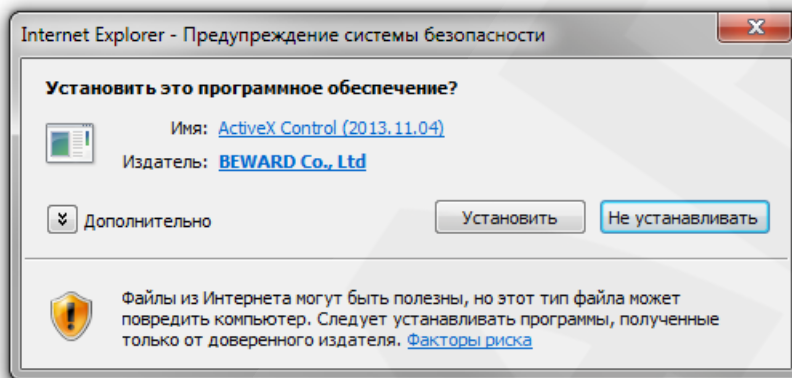 Internet Explorer - Предупреждение системы безопасности
Установить это программное обеспечение?
Имя: ActiveX Control (2013.11.04)
Издатель: BEWARD Co., Ltd
Дополнительно Установить Не устанавливать
Файлы из Интернета могут быть полезны, но этот тип файла может
повредить компьютер. Следует устанавливать программы, полученные
только от доверенного издателя. Факторы риска